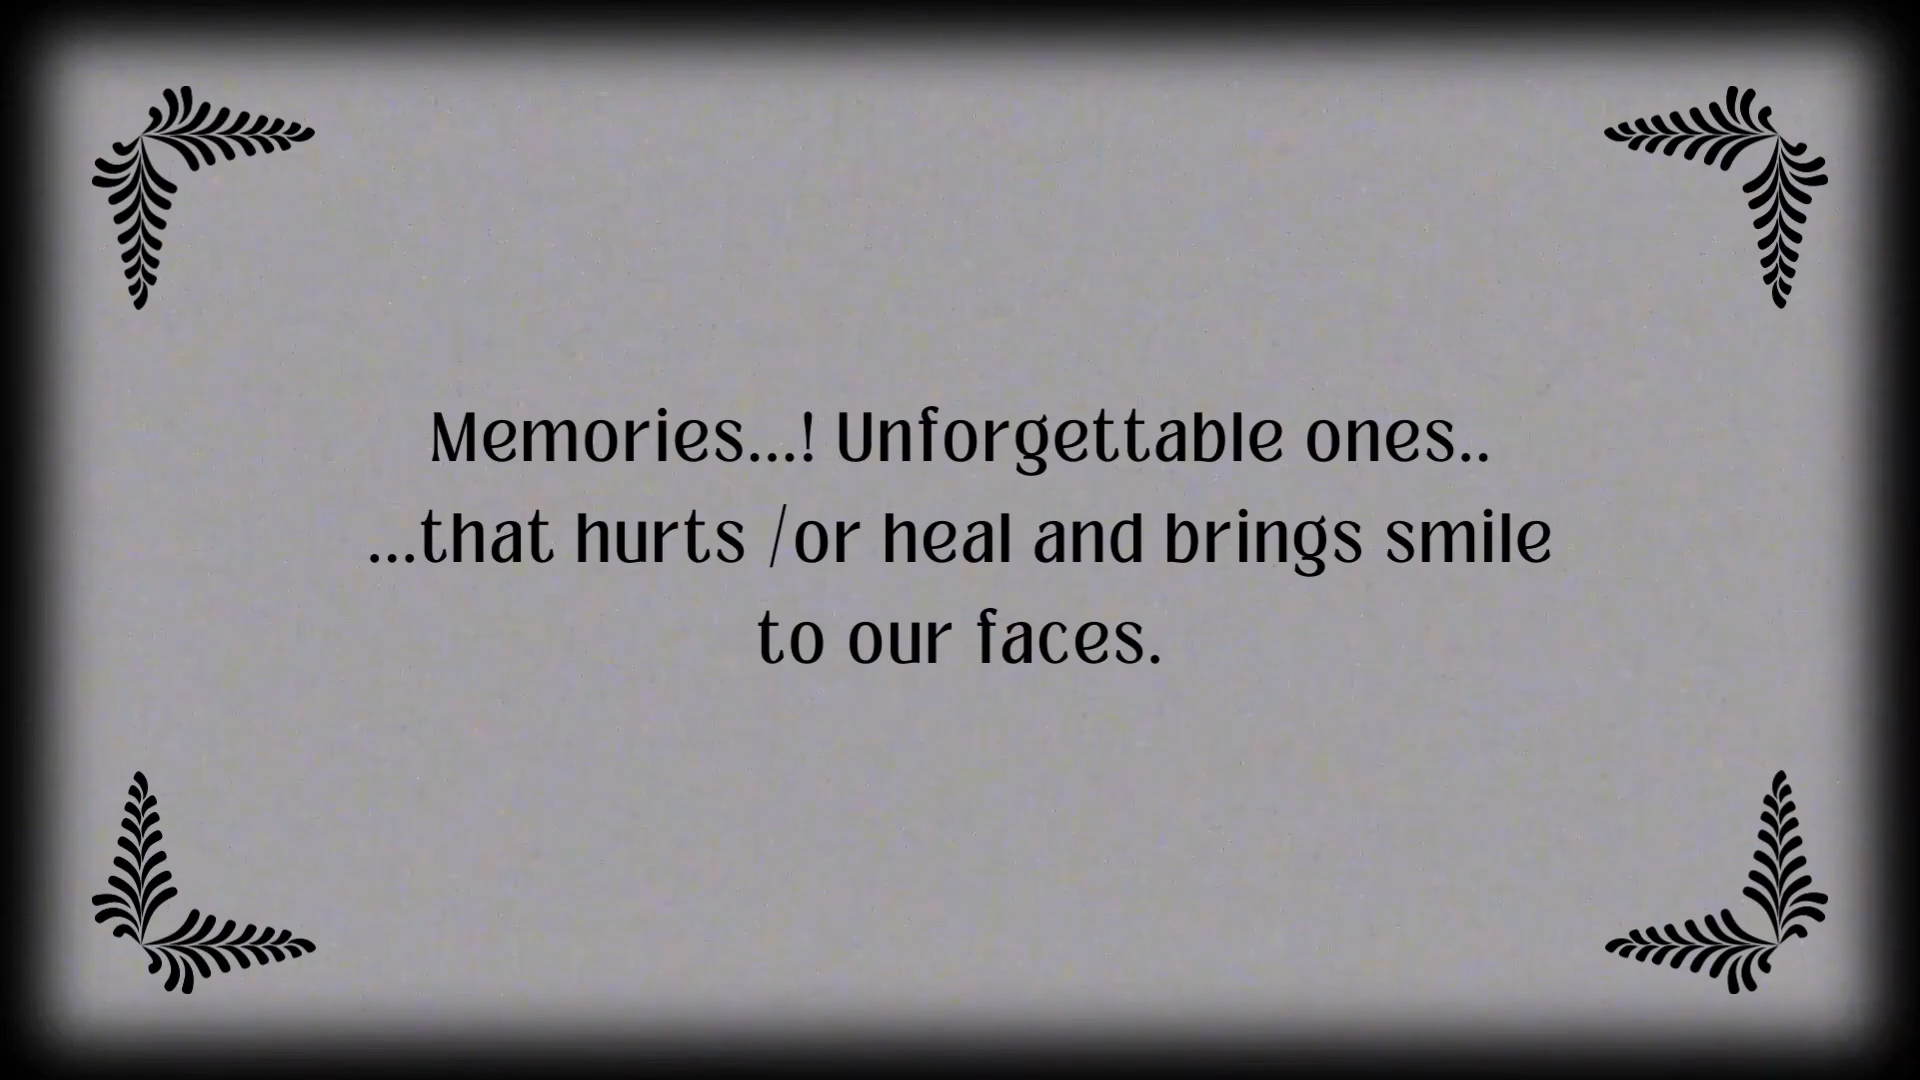 Memories...! Unforgettable ones..
...that hurts /or heal and brings smile
to our faces.